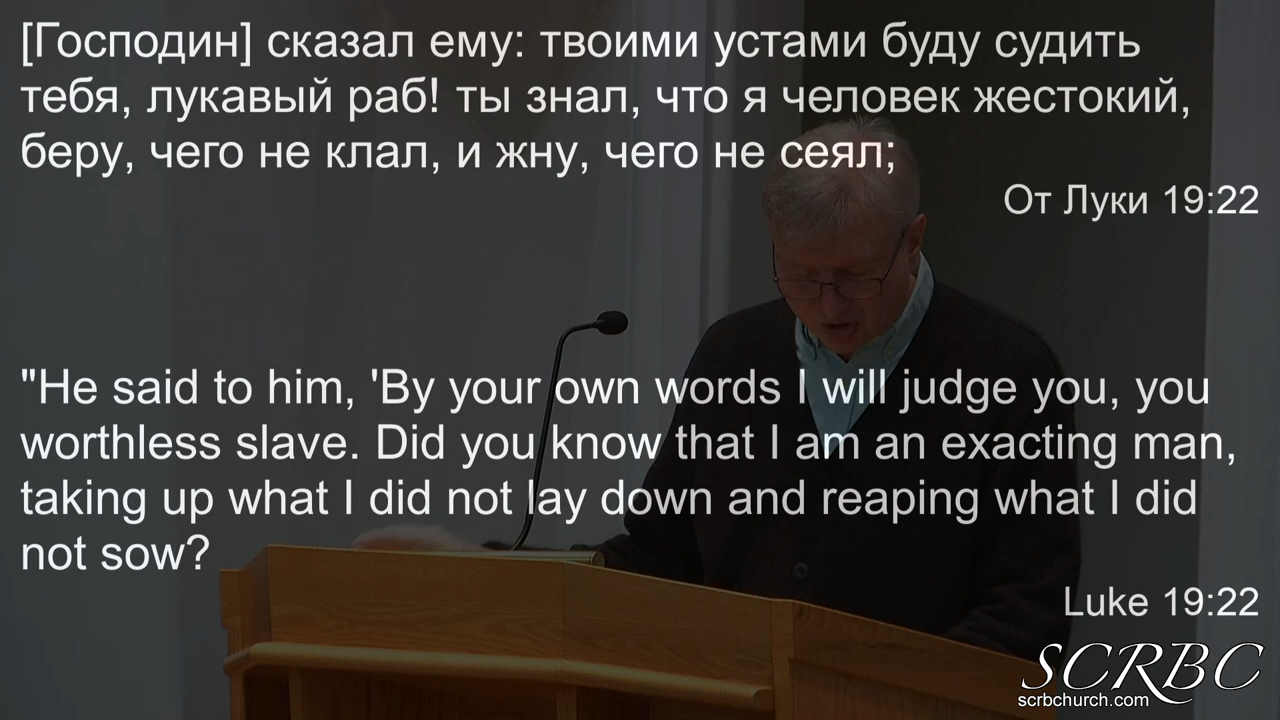 [Господин] сказал ему: твоими устами буду судить
тебя, лукавый раб! ты знал, что я человек жестокий,
беру, чего не клал, и жну, чего не сеял;
От Луки 19:22
"He said to him, 'By your own words I will judge you, you
worthless slave. Did you know that I am an exacting man,
taking up what I did not lay down and reaping what I did
not sow?
Luke 19:22
SCRBC
scrbchurch.com